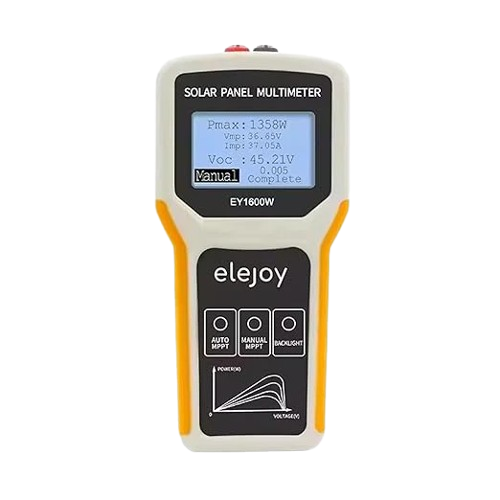 SOLAR PANEL MULTIMETER
Pmax:1358W
Vmp:36.65V
Imp:37.05A
Voc :45.21V
0.005
Manual Complete
EY1600W
elejoy
AUTO MPPT
MANUAL MPPT
BACKLIGHT
POWER(W)
0
VOLTAGE(V)